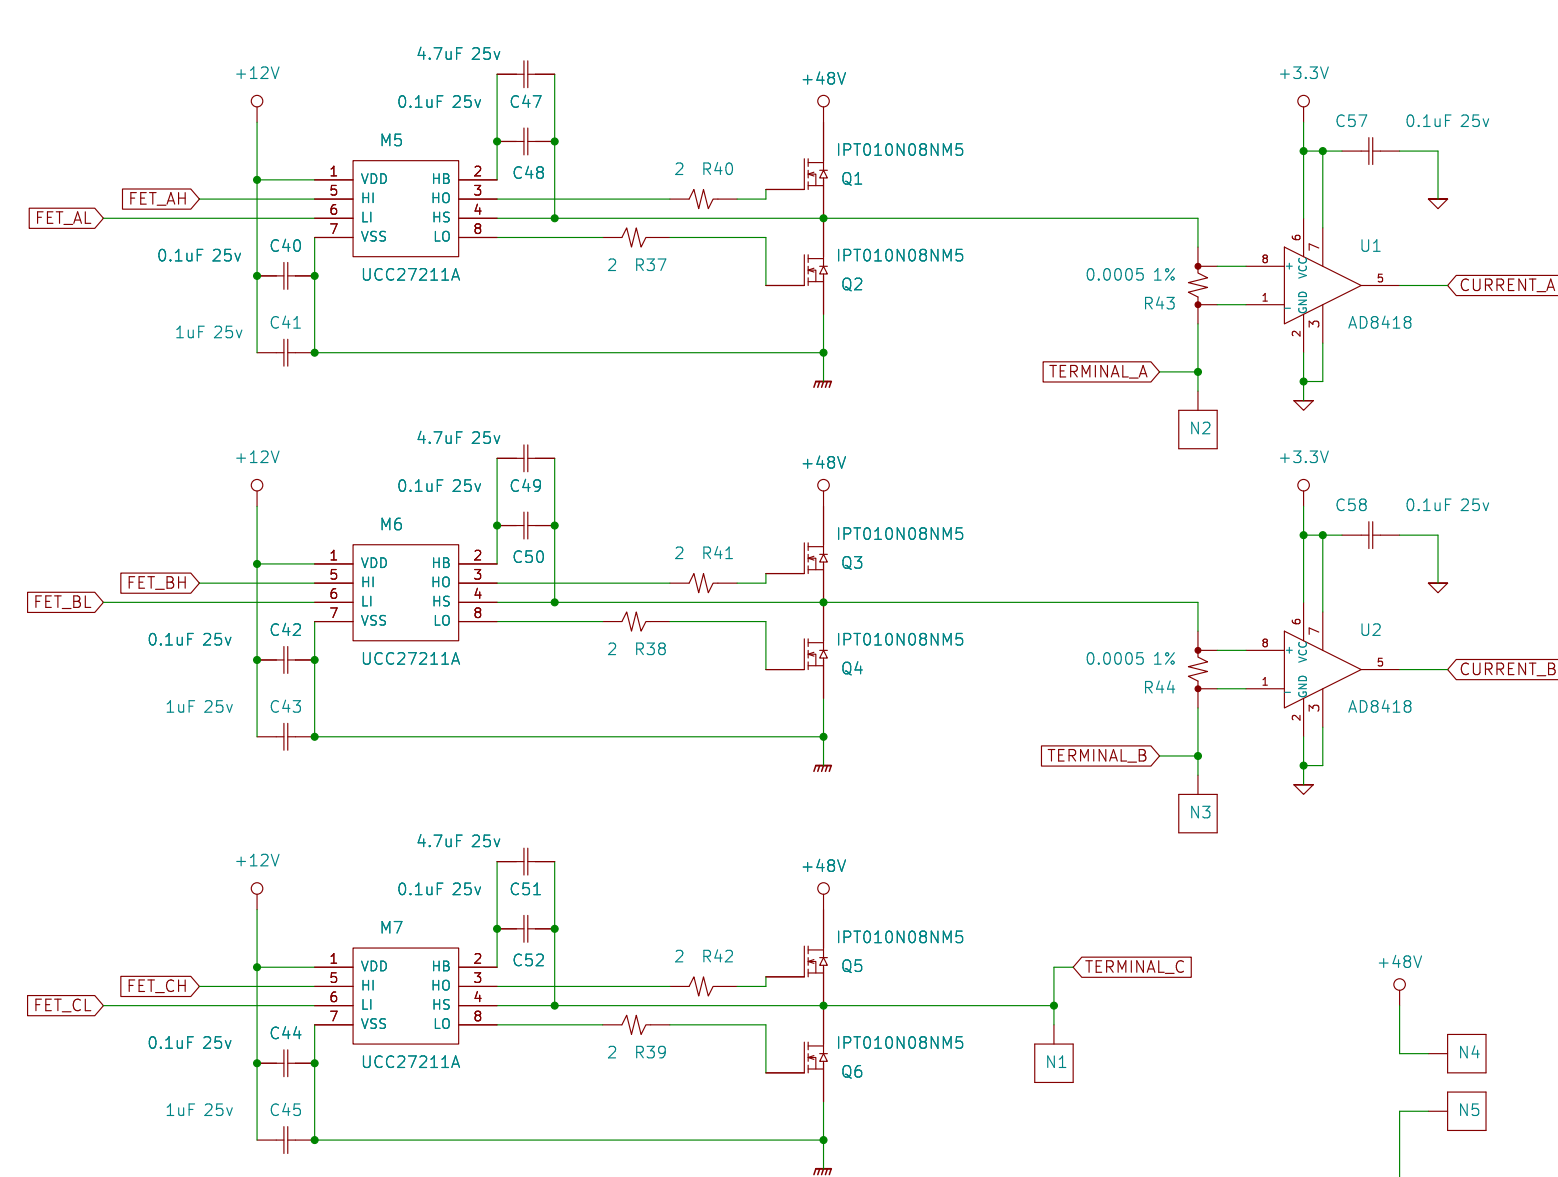 4.7uF 25v
+12V
0.1uF 25v
C47
+48V
+3.3V
M5
C48
IPT010N08NM5
C57
0.1uF 25v
2 R40
Q1
FET_AH
FET_AL
1 VDD HB 2
5 HI HO 3
6 LI HS 4
7 VSS LO 8
UCC27211A
C40
0.1uF 25v
C41
1uF 25v
2 R37
IPT010N08NM5
Q2
0.0005 1%
R43
8
1
+
-
6
7
VCC
GND
2
3
5
U1
AD8418
CURRENT_A
TERMINAL_A
N2
4.7uF 25v
+12V
0.1uF 25v
C49
+48V
+3.3V
M6
C50
IPT010N08NM5
C58
0.1uF 25v
2 R41
Q3
FET_BH
FET_BL
1 VDD HB 2
5 HI HO 3
6 LI HS 4
7 VSS LO 8
UCC27211A
C42
0.1uF 25v
C43
1uF 25v
2 R38
IPT010N08NM5
Q4
0.0005 1%
R44
8
1
+
-
6
7
VCC
GND
2
3
5
U2
AD8418
CURRENT_B
TERMINAL_B
N3
4.7uF 25v
+12V
0.1uF 25v
C51
+48V
M7
C52
IPT010N08NM5
2 R42
Q5
TERMINAL_C
+48V
FET_CH
FET_CL
1 VDD HB 2
5 HI HO 3
6 LI HS 4
7 VSS LO 8
UCC27211A
C44
0.1uF 25v
C45
1uF 25v
2 R39
IPT010N08NM5
Q6
N1
N4
N5